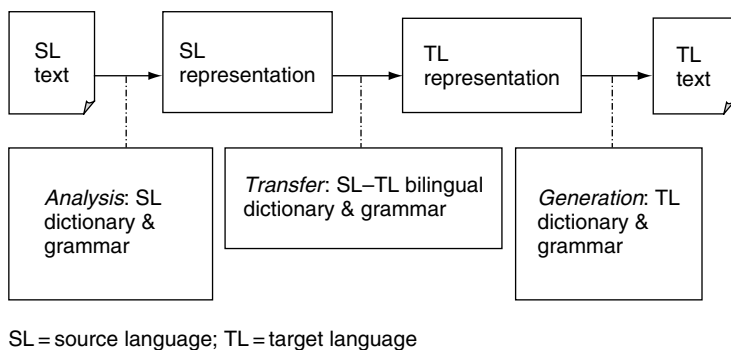 SL
text
SL
representation
TL
representation
TL
text
Analysis: SL
dictionary &
grammar
Transfer: SL–TL bilingual
dictionary & grammar
Generation: TL
dictionary
& grammar
SL = source language; TL = target language